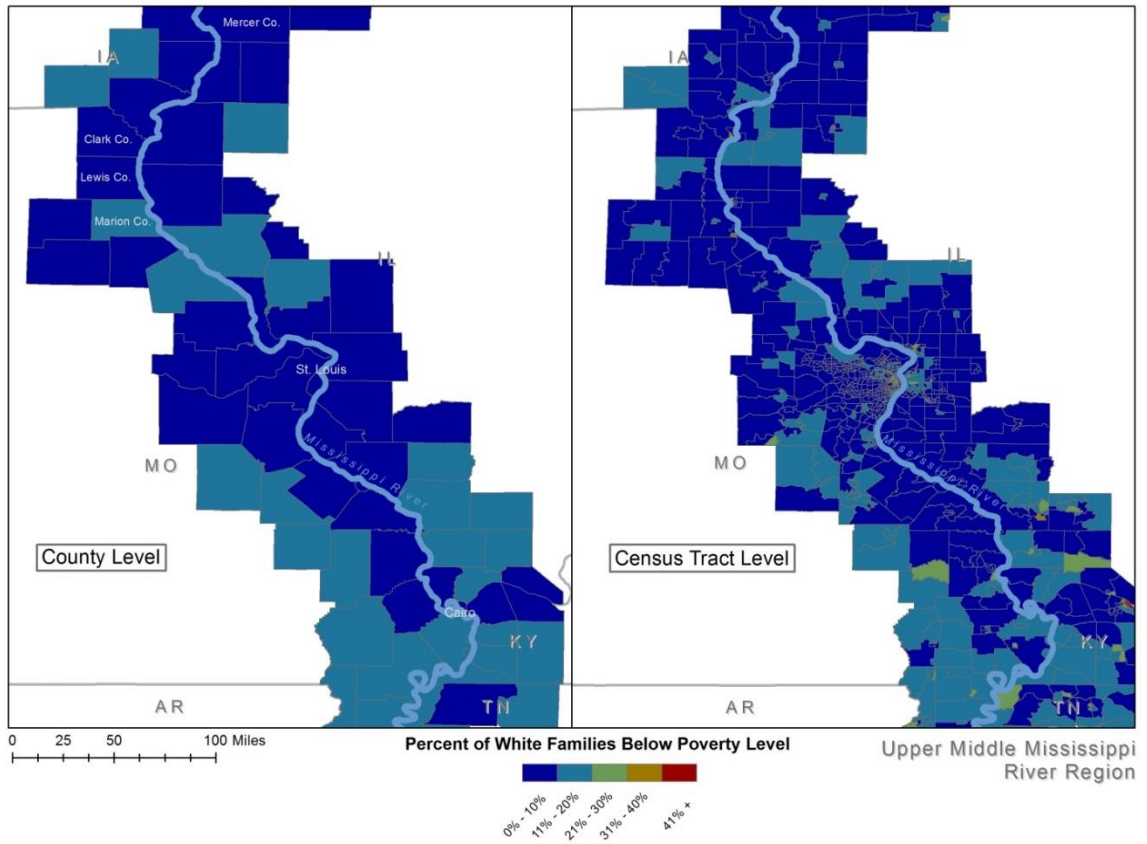 Mercer Co.
IA
Clark Co.
Lewis Co.
Marion Co.
IL
St. Louis
Mississippi River
MO
County Level
Cairo
KY
AR
TN
IA
IL
Mississippi River
MO
Census Tract Level
KY
AR
TN
0 25 50 100 Miles
Percent of White Families Below Poverty Level
0% - 10%
11% - 20%
21% - 30%
31% - 40%
41% +
Upper Middle Mississippi
River Region